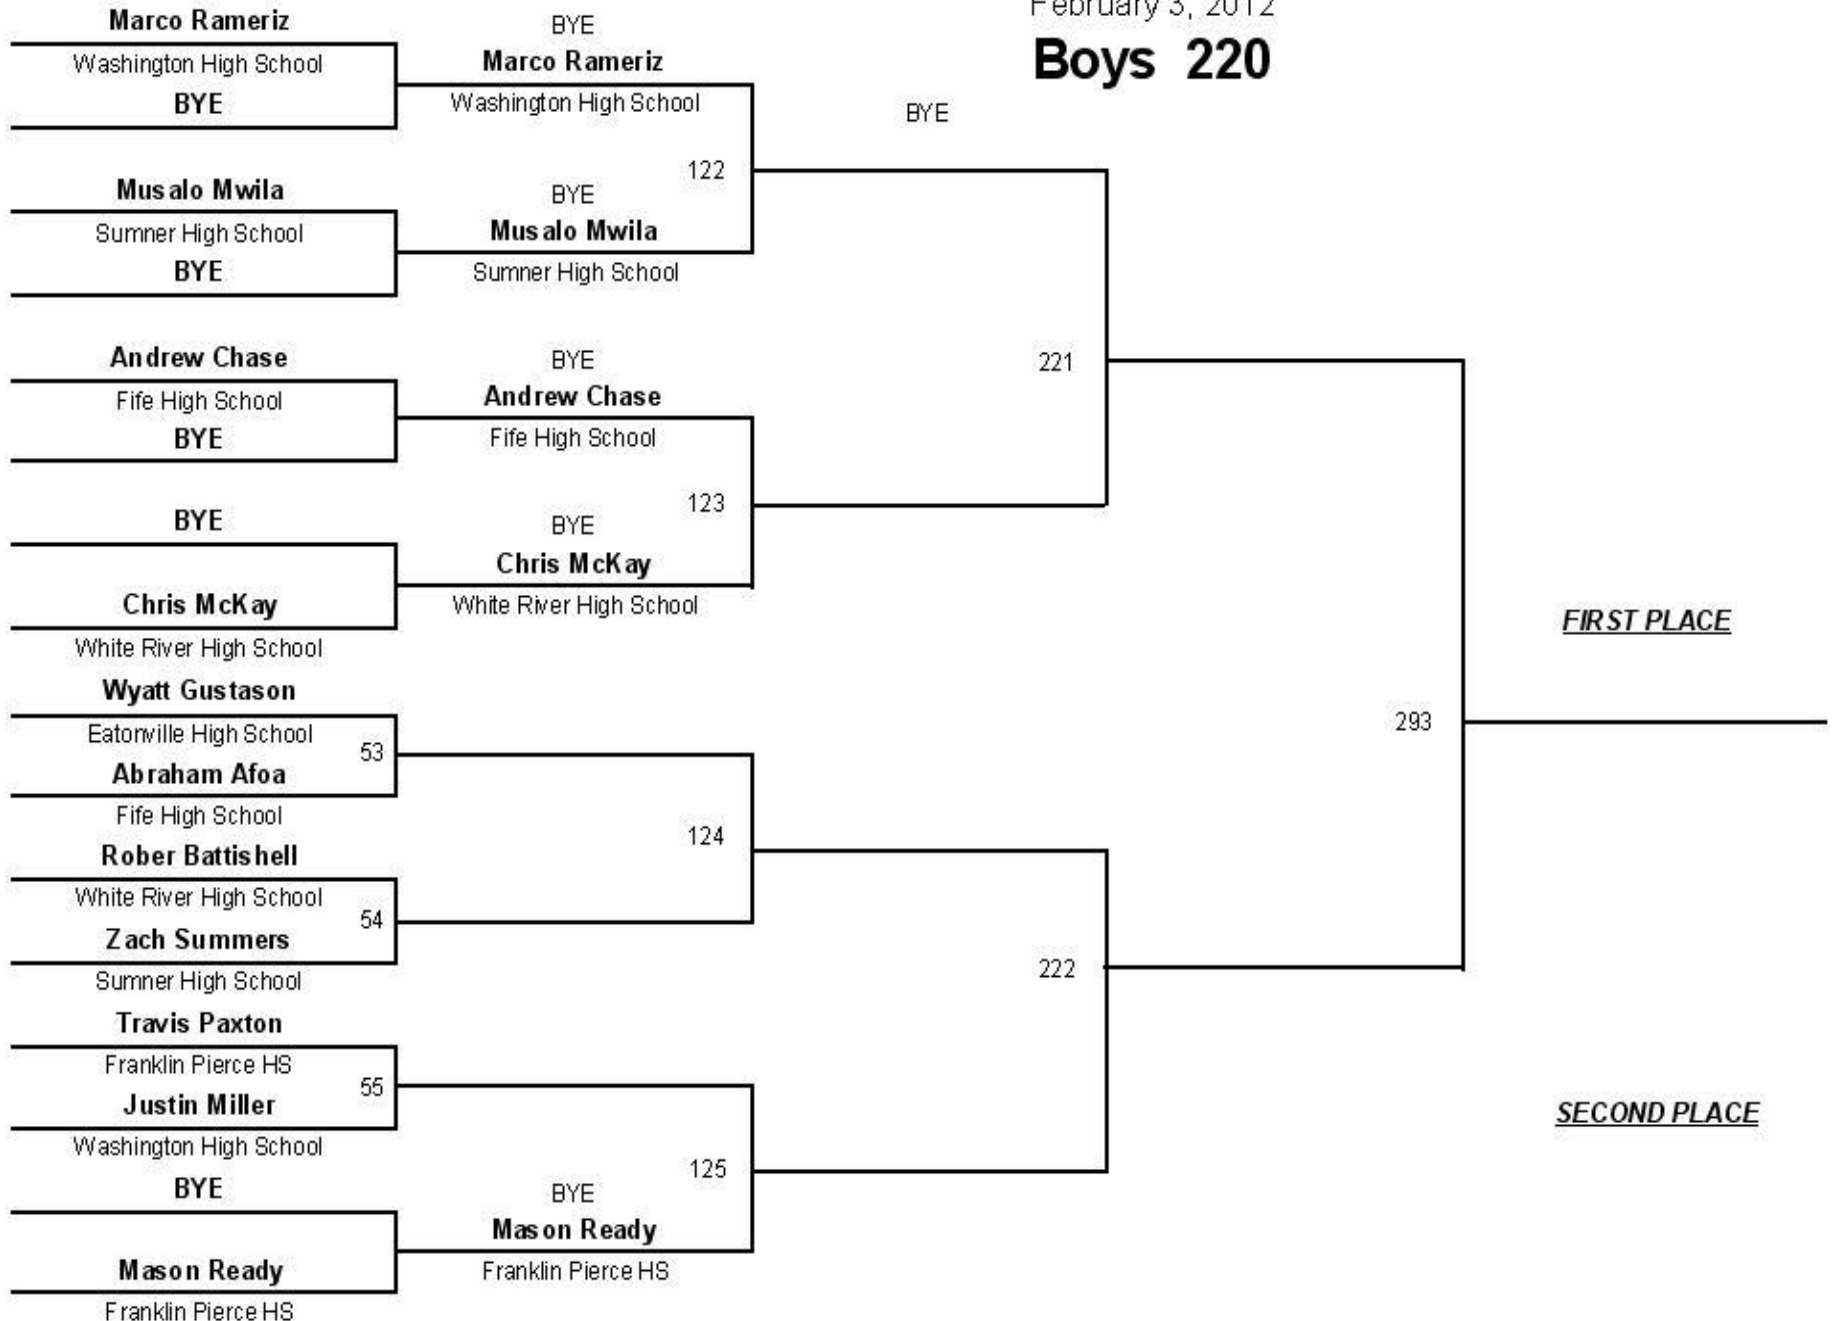 February 3, 2012
Boys 220
Marco Rameriz
Washington High School
BYE
Musalo Mwila
Sumner High School
BYE
Andrew Chase
Fife High School
BYE
BYE
Chris McKay
White River High School
Wyatt Gustason
Eatonville High School
53
Abraham Afoa
Fife High School
Rober Battishell
White River High School
54
Zach Summers
Sumner High School
Travis Paxton
Franklin Pierce HS
55
Justin Miller
Washington High School
BYE
Mason Ready
Franklin Pierce HS
BYE
Marco Rameriz
Washington High School
122
BYE
Musalo Mwila
Sumner High School
BYE
Andrew Chase
Fife High School
123
BYE
Chris McKay
White River High School
124
125
BYE
Mason Ready
Franklin Pierce HS
BYE
221
222
293
FIRST PLACE
SECOND PLACE